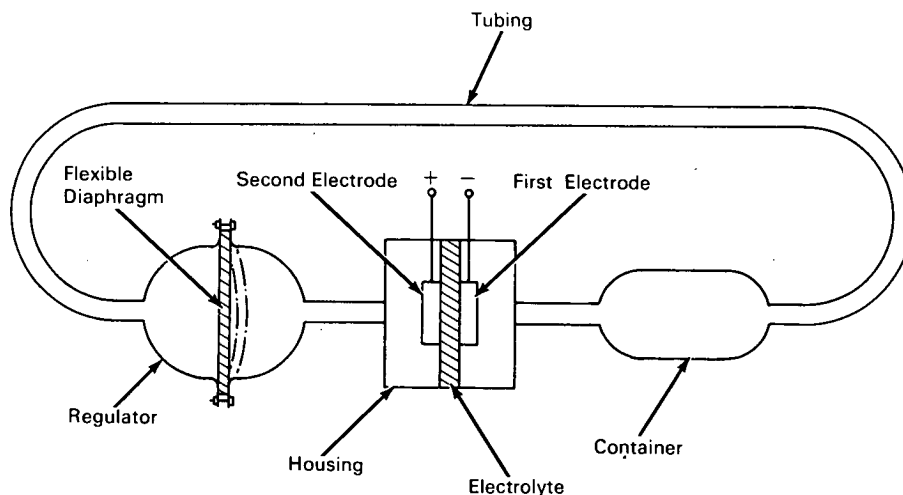 Tubing
Flexible
Diaphragm
Second Electrode
+
−
First Electrode
Regulator
Housing
Electrolyte
Container